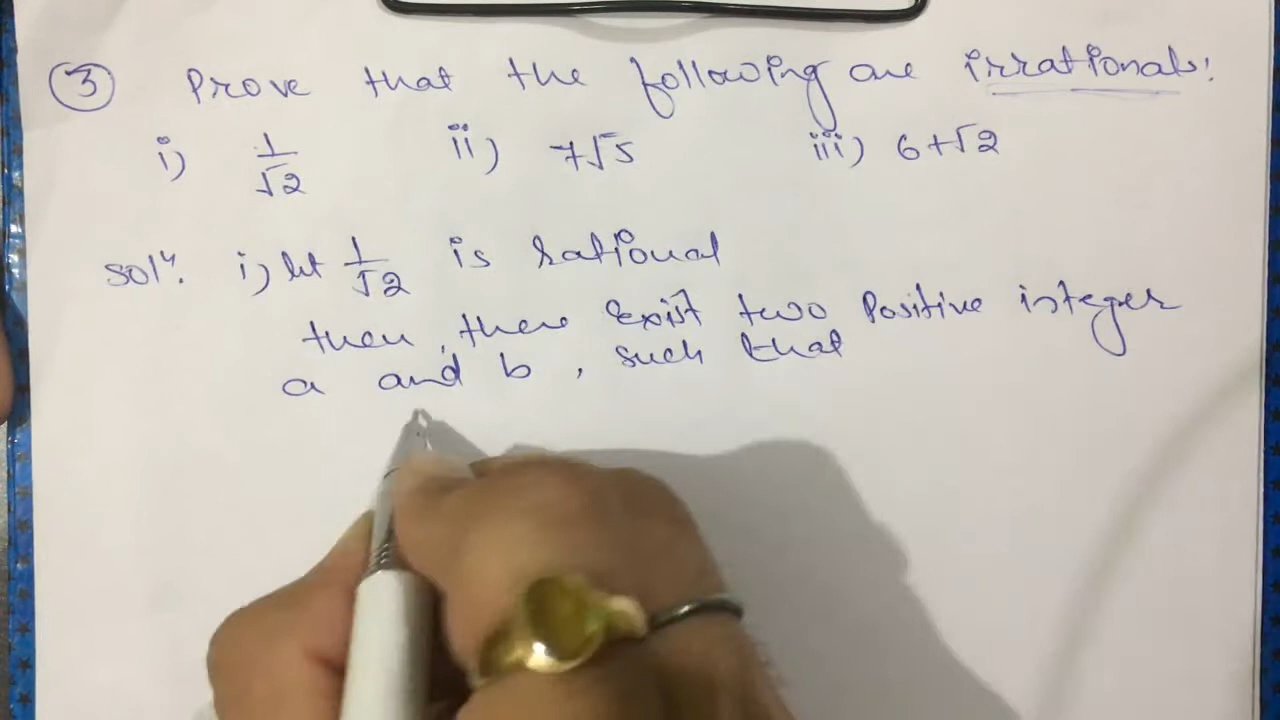 ③ Prove that the following are irrationals:
i) 1/√2 ii) 7√5 iii) 6+√2
Solⁿ. i) let 1/√2 is rational
then, there exist two Positive integer
a and b, such that